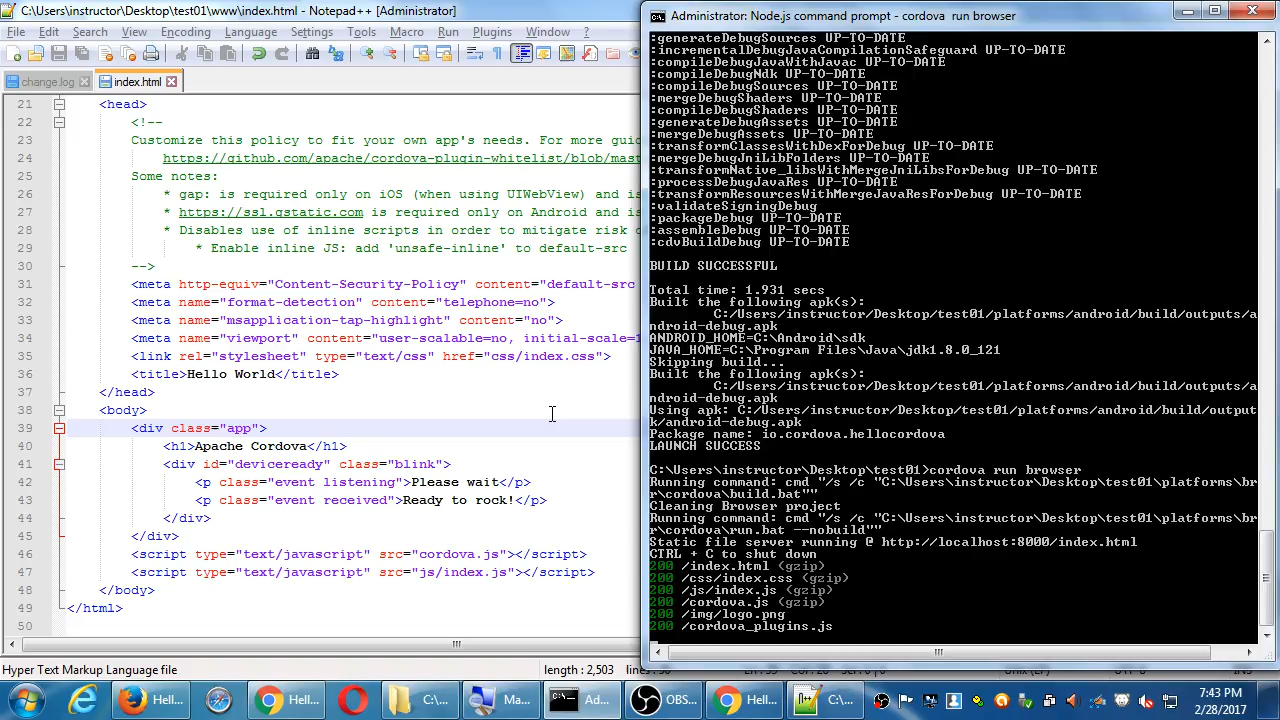 C:\Users\instructor\Desktop\test01\www\index.html - Notepad++ [Administrator]
File Edit Search View Encoding Language Settings Tools Macro Run Plugins Window ?
change.log index.html
21 <head>
22 <!--
23 Customize this policy to fit your own app's needs. For more guid
24 https://github.com/apache/cordova-plugin-whitelist/blob/mast
25 Some notes:
26 * gap: is required only on iOS (when using UIWebView) and is
27 * https://ssl.gstatic.com is required only on Android and is
28 * Disables use of inline scripts in order to mitigate risk o
29 * Enable inline JS: add 'unsafe-inline' to default-src
30 -->
31 <meta http-equiv="Content-Security-Policy" content="default-src
32 <meta name="format-detection" content="telephone=no">
33 <meta name="msapplication-tap-highlight" content="no">
34 <meta name="viewport" content="user-scalable=no, initial-scale=1
35 <link rel="stylesheet" type="text/css" href="css/index.css">
36 <title>Hello World</title>
37 </head>
38 <body>
39 <div class="app">
40 <h1>Apache Cordova</h1>
41 <div id="deviceready" class="blink">
42 <p class="event listening">Please wait</p>
43 <p class="event received">Ready to rock!</p>
44 </div>
45 </div>
46 <script type="text/javascript" src="cordova.js"></script>
47 <script type="text/javascript" src="js/index.js"></script>
48 </body>
49 </html>
50
Hyper Text Markup Language file length : 2,503
Administrator: Node.js command prompt - cordova run browser
:generateDebugSources UP-TO-DATE
:incrementalDebugJavaCompilationSafeguard UP-TO-DATE
:compileDebugJavaWithJavac UP-TO-DATE
:compileDebugNdk UP-TO-DATE
:compileDebugSources UP-TO-DATE
:mergeDebugShaders UP-TO-DATE
:compileDebugShaders UP-TO-DATE
:generateDebugAssets UP-TO-DATE
:mergeDebugAssets UP-TO-DATE
:transformClassesWithDexForDebug UP-TO-DATE
:mergeDebugJniLibFolders UP-TO-DATE
:transformNative_libsWithMergeJniLibsForDebug UP-TO-DATE
:processDebugJavaRes UP-TO-DATE
:transformResourcesWithMergeJavaResForDebug UP-TO-DATE
:validateSigningDebug
:packageDebug UP-TO-DATE
:assembleDebug UP-TO-DATE
:cdvBuildDebug UP-TO-DATE
BUILD SUCCESSFUL
Total time: 1.931 secs
Built the following apk(s):
C:/Users/instructor/Desktop/test01/platforms/android/build/outputs/a
ndroid-debug.apk
ANDROID_HOME=C:\Android\sdk
JAVA_HOME=C:\Program Files\Java\jdk1.8.0_121
Skipping build...
Built the following apk(s):
C:/Users/instructor/Desktop/test01/platforms/android/build/outputs/a
ndroid-debug.apk
Using apk: C:/Users/instructor/Desktop/test01/platforms/android/build/output
k/android-debug.apk
Package name: io.cordova.hellocordova
LAUNCH SUCCESS
C:\Users\instructor\Desktop\test01>cordova run browser
Running command: cmd "/s /c "C:\Users\instructor\Desktop\test01\platforms\br
r\cordova\build.bat""
Cleaning Browser project
Running command: cmd "/s /c "C:\Users\instructor\Desktop\test01\platforms\br
r\cordova\run.bat --nobuild""
Static file server running @ http://localhost:8000/index.html
CTRL + C to shut down
200 /index.html (gzip)
200 /css/index.css (gzip)
200 /js/index.js (gzip)
200 /cordova.js (gzip)
200 /img/logo.png
200 /cordova_plugins.js
Hell... Hell... C:\... Ma... Ad... OBS... Hell... C:\...
7:43 PM
2/28/2017